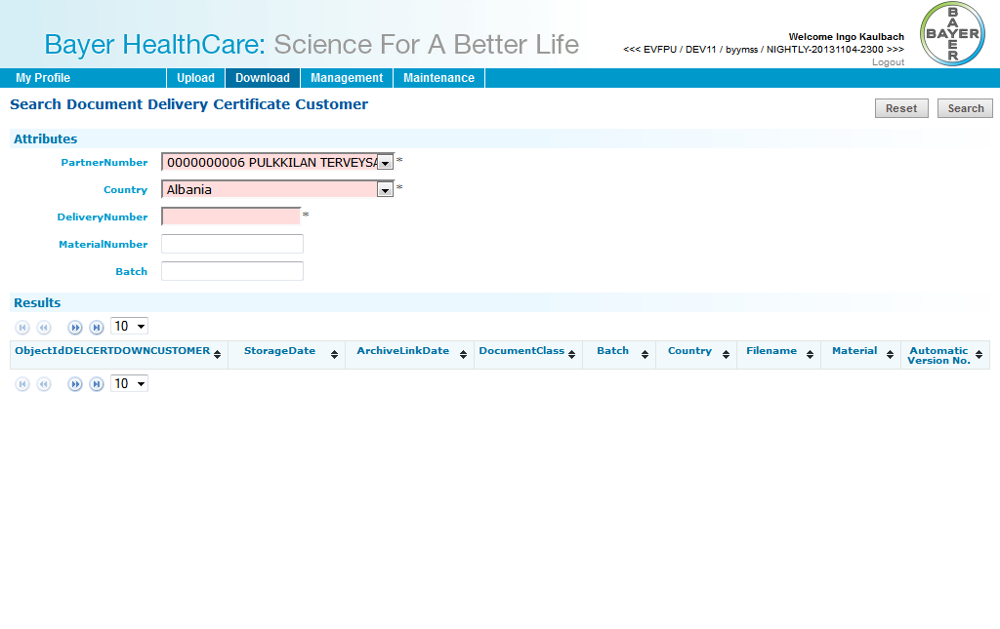 Bayer HealthCare: Science For A Better Life
Welcome Ingo Kaulbach
<<< EVFPU / DEV11 / byymss / NIGHTLY-20131104-2300 >>>
Logout
BAYER
BAYER
My Profile Upload Download Management Maintenance
Search Document Delivery Certificate Customer
Reset Search
Attributes
PartnerNumber 0000000006 PULKKILAN TERVEYSA *
Country Albania *
DeliveryNumber *
MaterialNumber
Batch
Results
10
ObjectIdDELCERTDOWNCUSTOMER StorageDate ArchiveLinkDate DocumentClass Batch Country Filename Material Automatic
Version No.
10